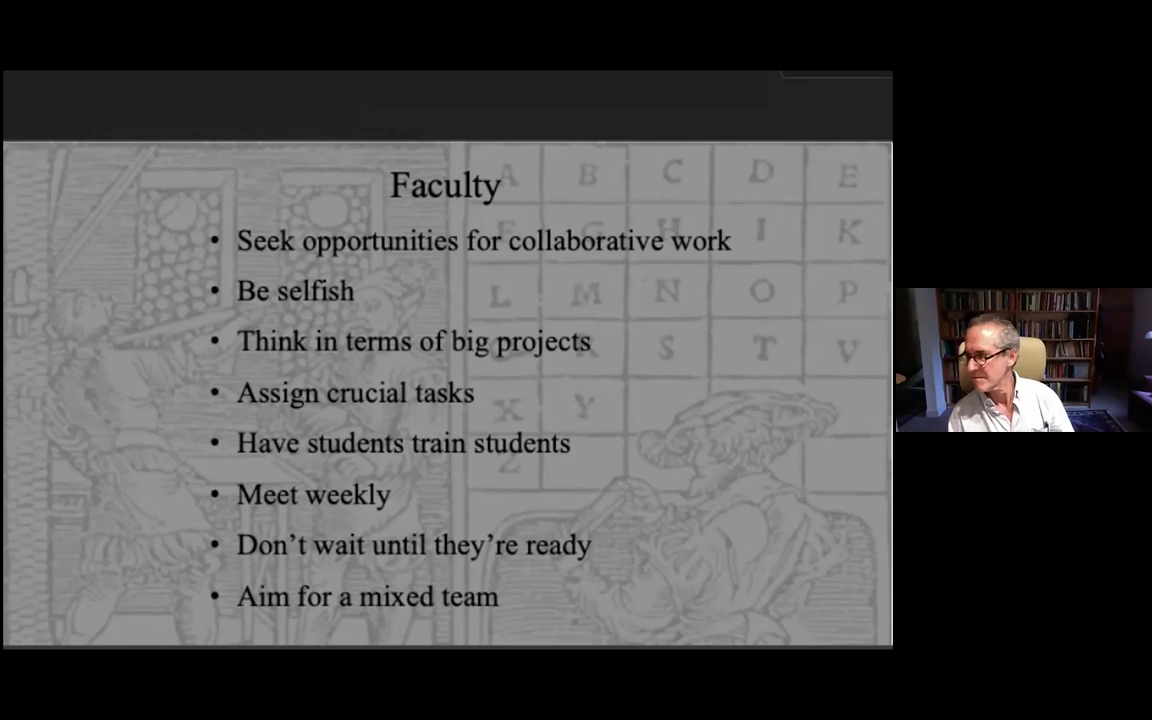 Faculty
• Seek opportunities for collaborative work
• Be selfish
• Think in terms of big projects
• Assign crucial tasks
• Have students train students
• Meet weekly
• Don’t wait until they’re ready
• Aim for a mixed team
A B C D E
F G H I K
L M N O P
R S T V
X Y
Z